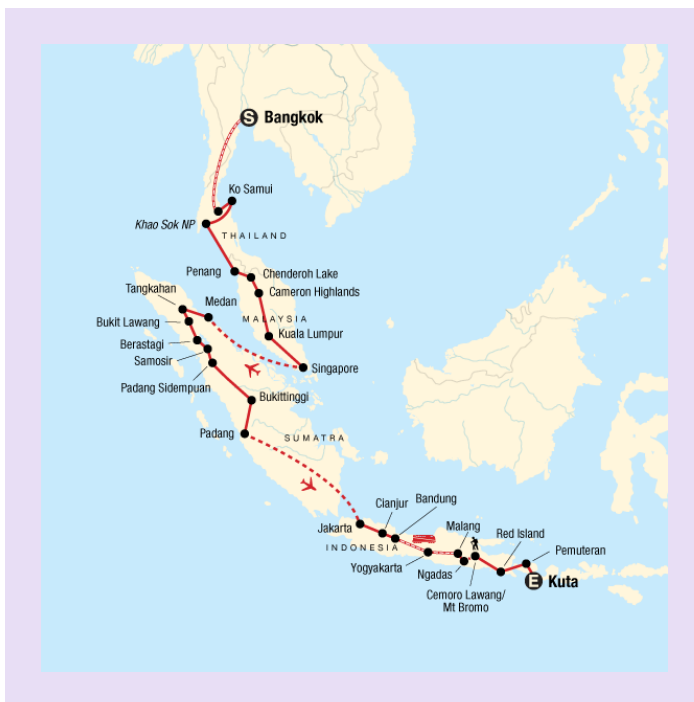 S Bangkok
Ko Samui
Khao Sok NP
THAILAND
Penang
Chenderoh Lake
Tangkahan
Cameron Highlands
Medan
MALAYSIA
Bukit Lawang
Kuala Lumpur
Berastagi
Samosir
Singapore
Padang Sidempuan
Bukittinggi
Padang
SUMATRA
Cianjur
Bandung
Jakarta
Malang
Red Island
INDONESIA
Pemuteran
Yogyakarta
Ngadas
E Kuta
Cemoro Lawang/
Mt Bromo